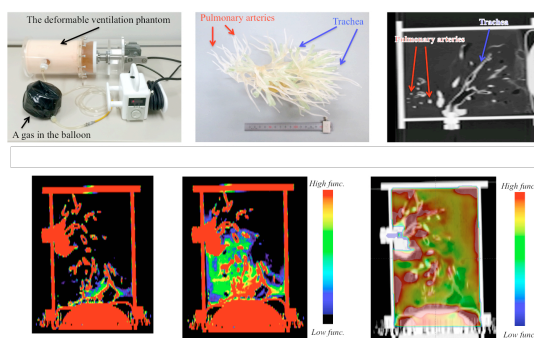 The deformable ventilation phantom
A gas in the balloon
Pulmonary arteries
Trachea
Trachea
Pulmonary arteries
High func.
Low func.
High func.
Low func.